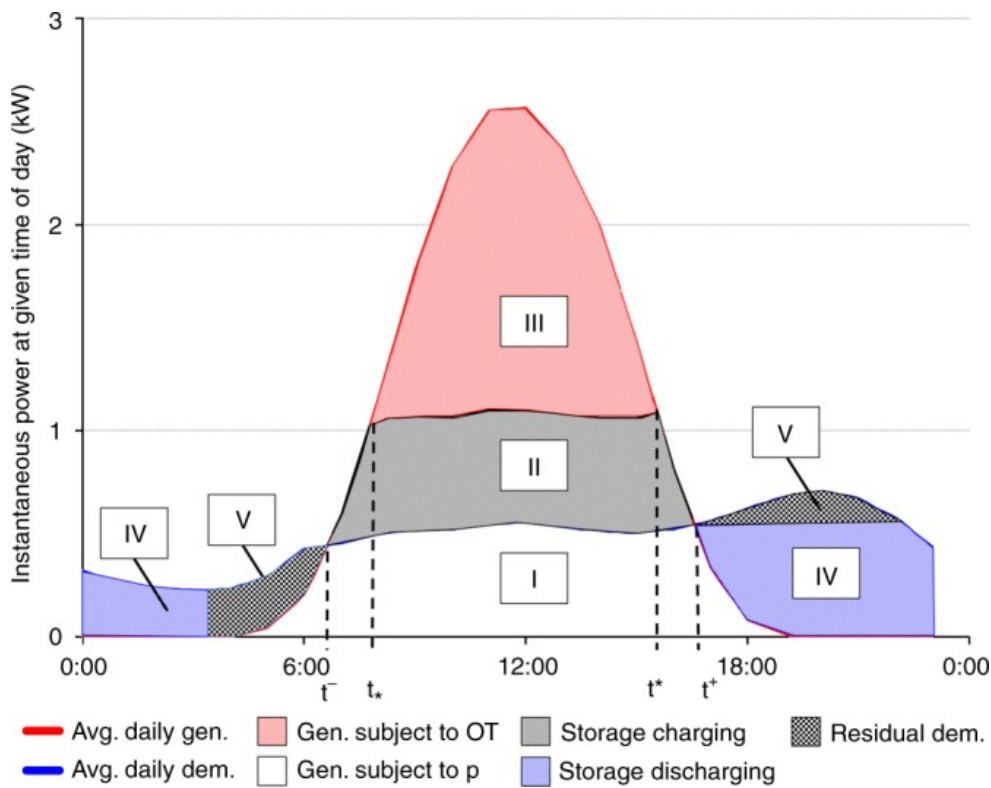 Instantaneous power at given time of day (kW)
3
2
1
0
III
II
I
IV
V
V
IV
0:00 6:00 12:00 18:00 0:00
t⁻ t* t* t⁺
Avg. daily gen. Gen. subject to OT Storage charging Residual dem.
Avg. daily dem. Gen. subject to p Storage discharging